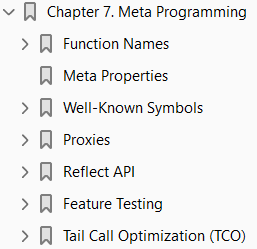 Chapter 7. Meta Programming
Function Names
Meta Properties
Well-Known Symbols
Proxies
Reflect API
Feature Testing
Tail Call Optimization (TCO)